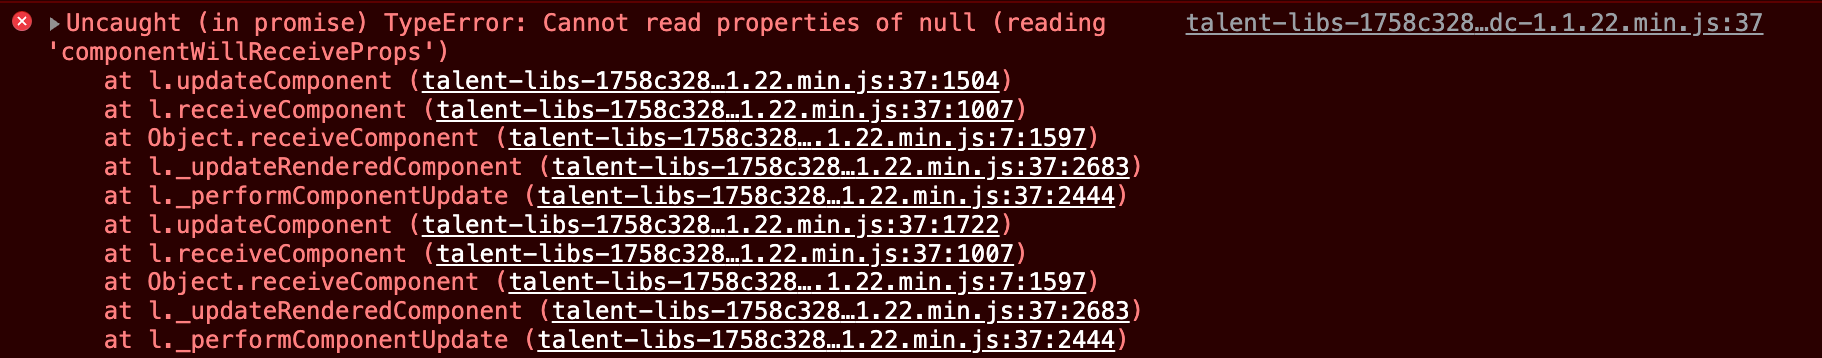 Uncaught (in promise) TypeError: Cannot read properties of null (reading talent-libs-1758c328…dc-1.1.22.min.js:37
'componentWillReceiveProps')
at l.updateComponent (talent-libs-1758c328…1.22.min.js:37:1504)
at l.receiveComponent (talent-libs-1758c328…1.22.min.js:37:1007)
at Object.receiveComponent (talent-libs-1758c328….1.22.min.js:7:1597)
at l._updateRenderedComponent (talent-libs-1758c328…1.22.min.js:37:2683)
at l._performComponentUpdate (talent-libs-1758c328…1.22.min.js:37:2444)
at l.updateComponent (talent-libs-1758c328…1.22.min.js:37:1722)
at l.receiveComponent (talent-libs-1758c328…1.22.min.js:37:1007)
at Object.receiveComponent (talent-libs-1758c328….1.22.min.js:7:1597)
at l._updateRenderedComponent (talent-libs-1758c328…1.22.min.js:37:2683)
at l._performComponentUpdate (talent-libs-1758c328…1.22.min.js:37:2444)